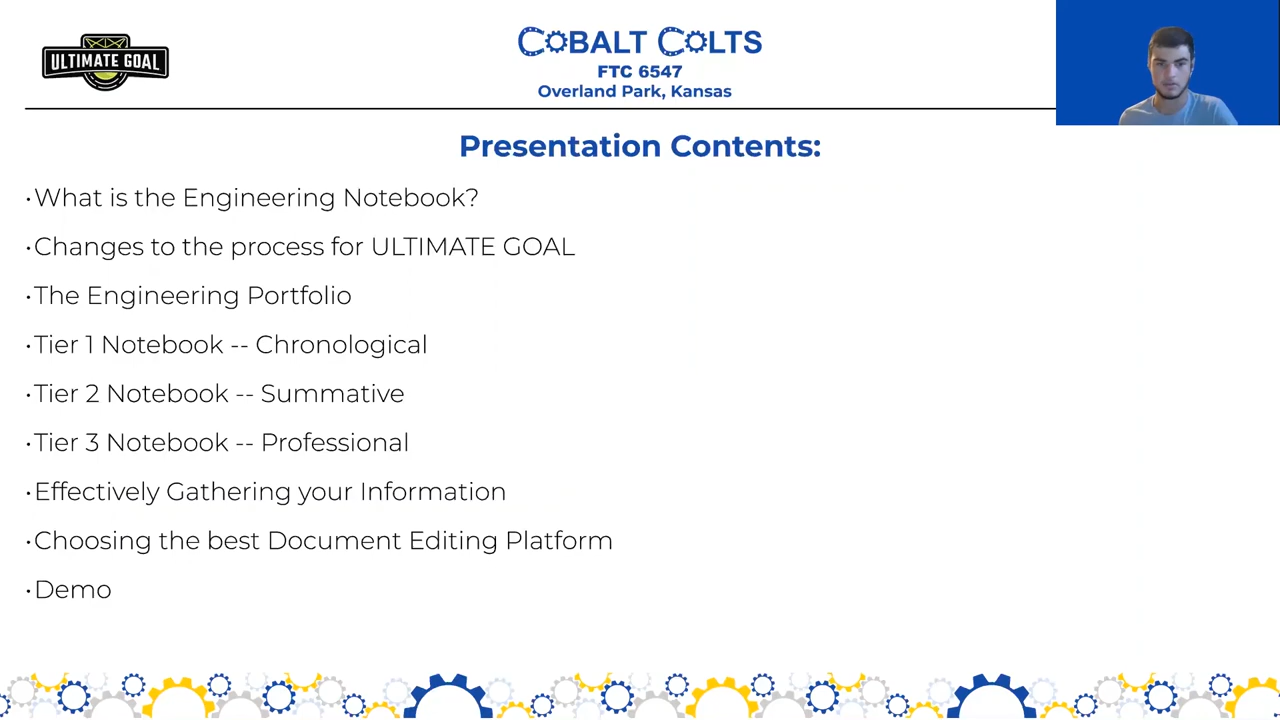 ULTIMATE GOAL
COBALT COLTS
FTC 6547
Overland Park, Kansas
Presentation Contents:
·What is the Engineering Notebook?
·Changes to the process for ULTIMATE GOAL
·The Engineering Portfolio
·Tier 1 Notebook -- Chronological
·Tier 2 Notebook -- Summative
·Tier 3 Notebook -- Professional
·Effectively Gathering your Information
·Choosing the best Document Editing Platform
·Demo